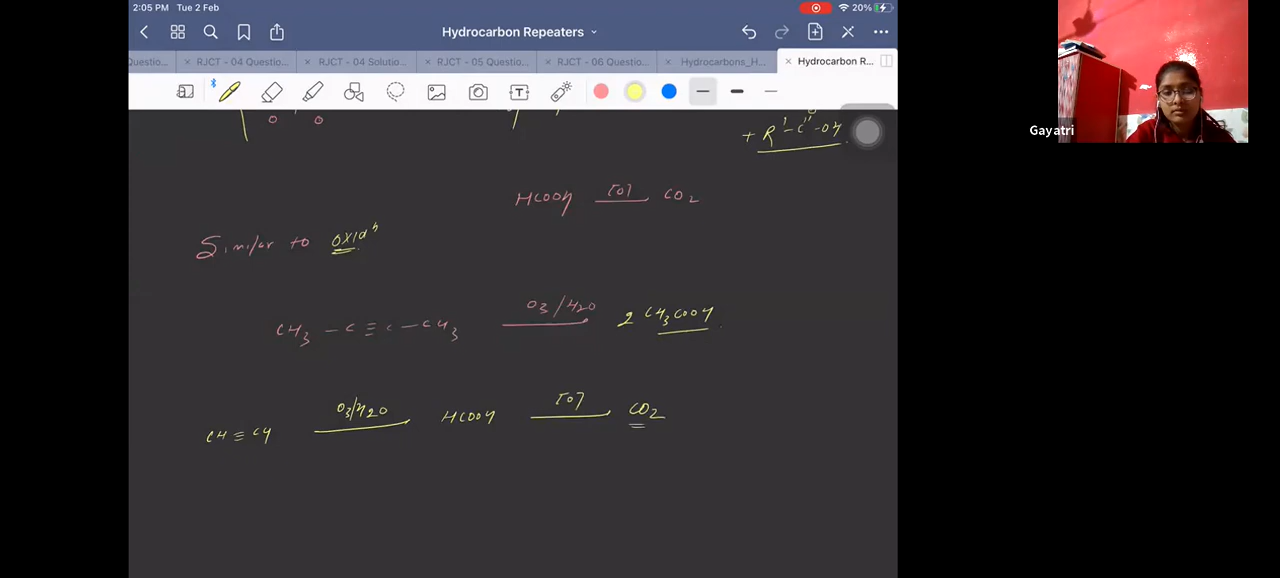 2:05 PM Tue 2 Feb
20%
Hydrocarbon Repeaters
Questio...
RJCT - 04 Questio...
RJCT - 04 Solutio...
RJCT - 05 Questio...
RJCT - 06 Questio...
Hydrocarbons_H...
Hydrocarbon R...
Gayatri
O O
+ R' - C - OH
HCOOH [O] CO2
Similar to oxidn
CH3 - C ≡ C - CH3 O3/H2O 2 CH3COOH
CH ≡ CH O3/H2O HCOOH [O] CO2